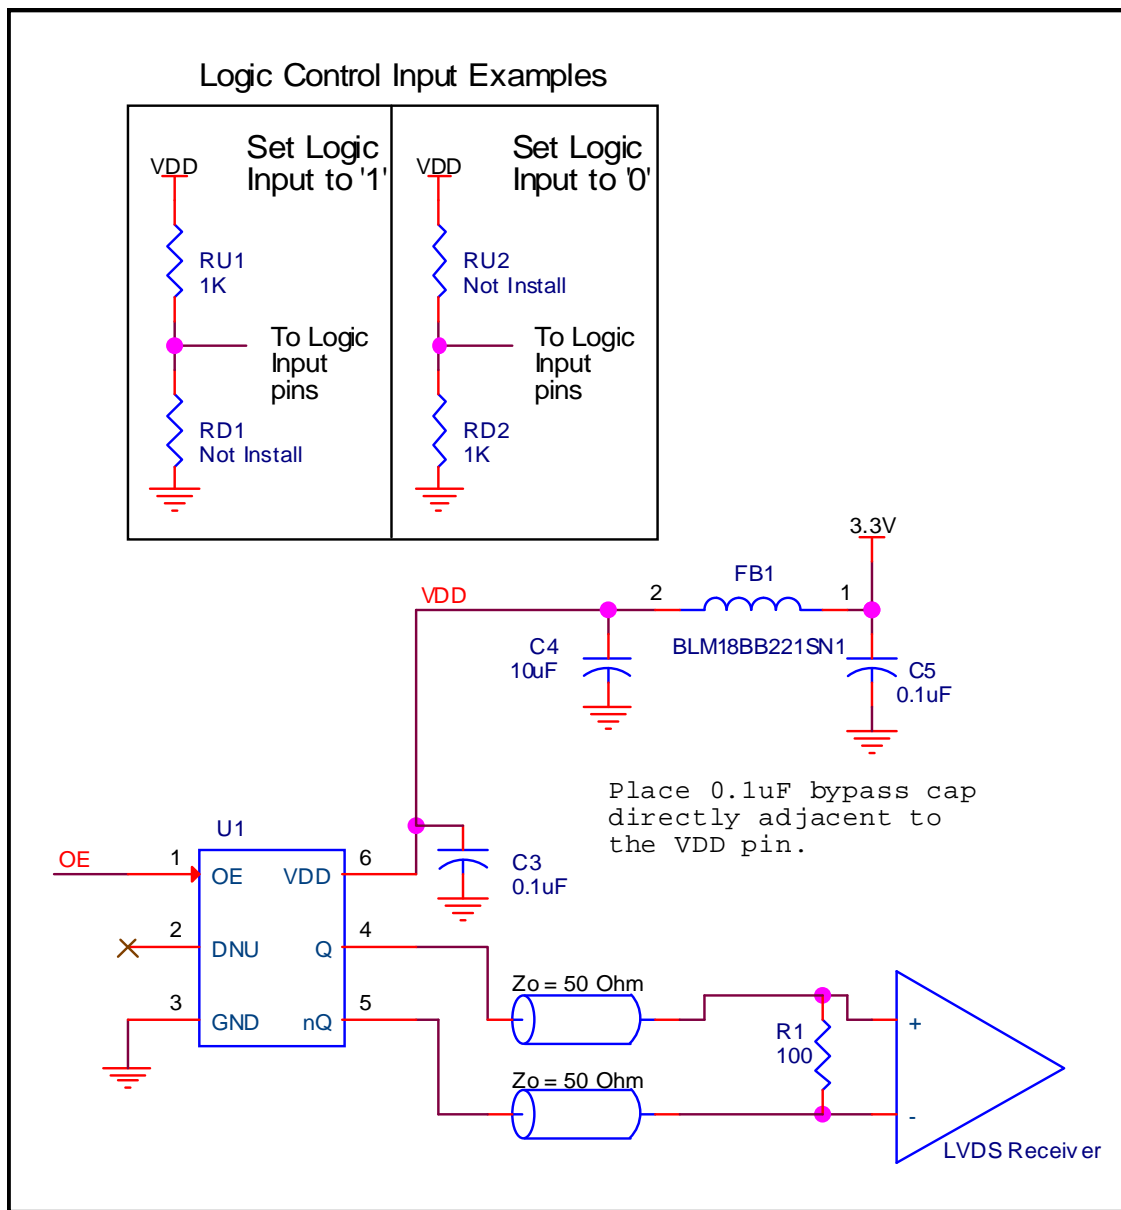 Logic Control Input Examples
Set Logic
Input to '1'
VDD
RU1
1K
To Logic
Input
pins
RD1
Not Install
Set Logic
Input to '0'
VDD
RU2
Not Install
To Logic
Input
pins
RD2
1K
3.3V
VDD
2
FB1
1
BLM18BB221SN1
C4
10uF
C5
0.1uF
Place 0.1uF bypass cap
directly adjacent to
the VDD pin.
U1
OE
1
OE
VDD
6
C3
0.1uF
2
DNU
Q
4
3
GND
nQ
5
Zo = 50 Ohm
Zo = 50 Ohm
R1
100
+
-
LVDS Receiver